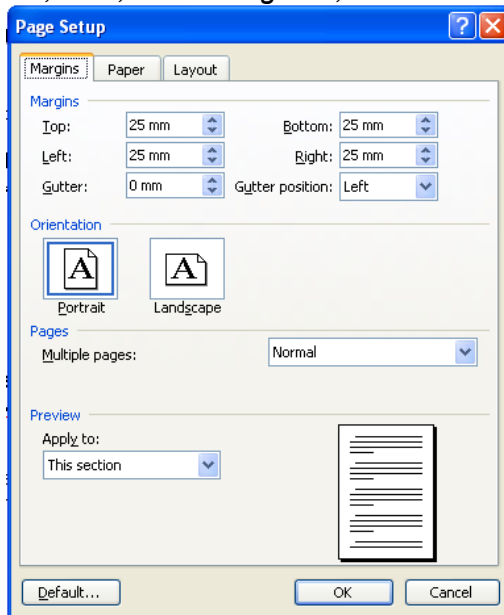 Page Setup
Margins Paper Layout
Margins
Top: 25 mm Bottom: 25 mm
Left: 25 mm Right: 25 mm
Gutter: 0 mm Gutter position: Left
Orientation
A A
Portrait Landscape
Pages
Multiple pages: Normal
Preview
Apply to:
This section
Default... OK Cancel